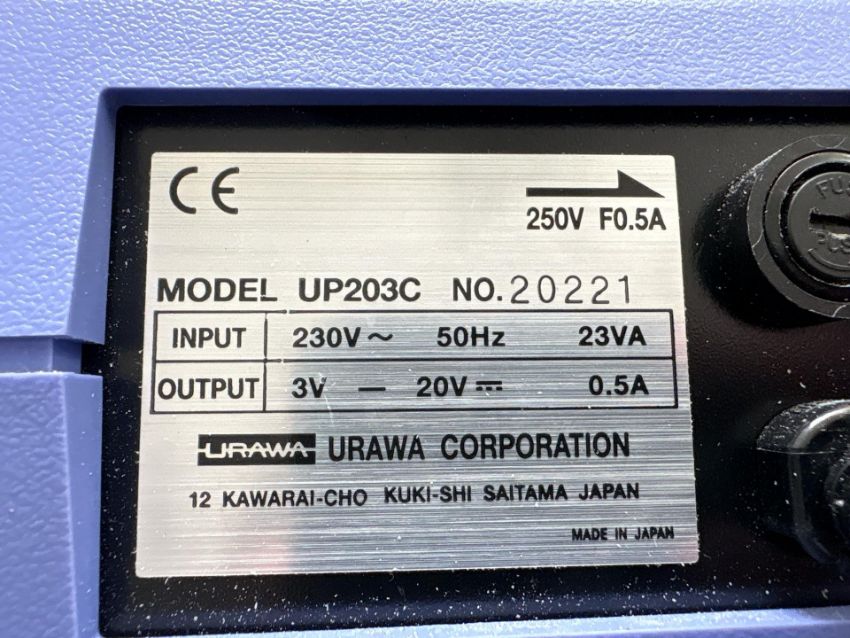 CE
250V F0.5A
MODEL UP203C NO. 20221
INPUT 230V~ 50Hz 23VA
OUTPUT 3V — 20V⎓ 0.5A
URAWA URAWA CORPORATION
12 KAWARAI-CHO KUKI-SHI SAITAMA JAPAN
MADE IN JAPAN